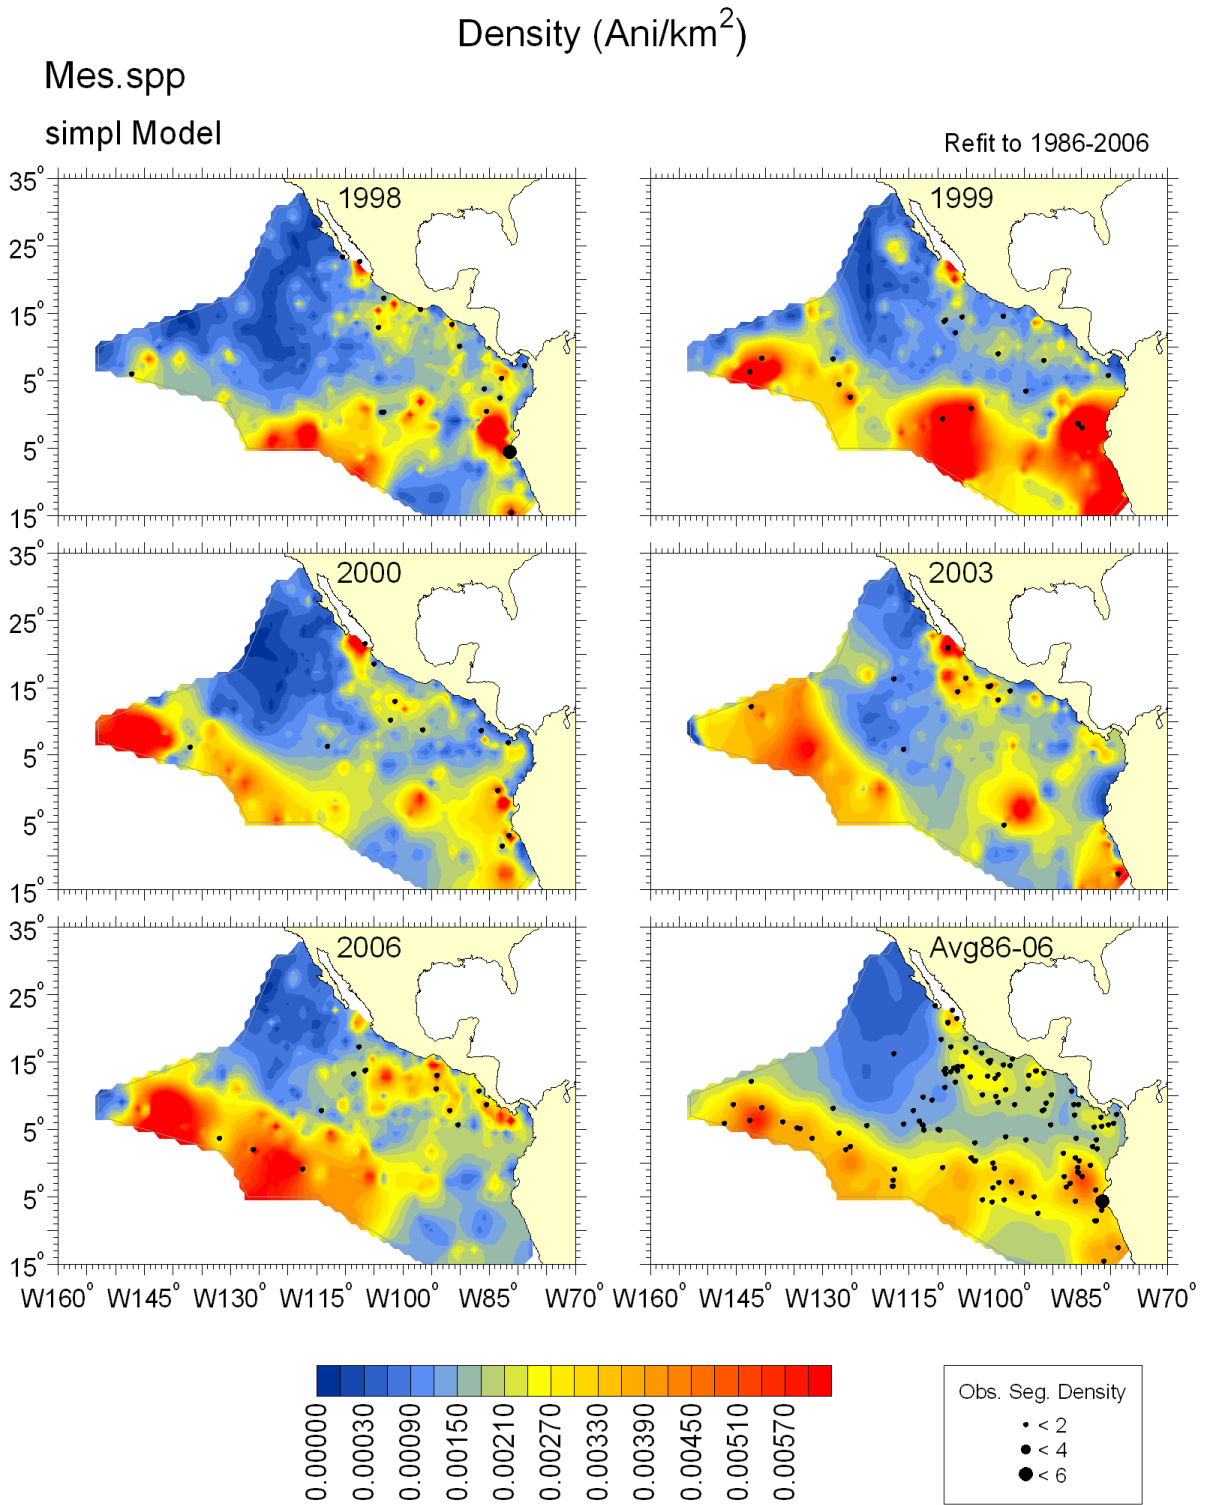 Density (Ani/km²)
Mes.spp
simpl Model
Refit to 1986-2006
35° 25° 15° 5° 5° 15°
1998
1999
35° 25° 15° 5° 5° 15°
2000
2003
35° 25° 15° 5° 5° 15°
2006
Avg86-06
W160° W145° W130° W115° W100° W85° W70°
W160° W145° W130° W115° W100° W85° W70°
0.00000 0.00030 0.00090 0.00150 0.00210 0.00270 0.00330 0.00390 0.00450 0.00510 0.00570
Obs. Seg. Density
< 2
< 4
< 6